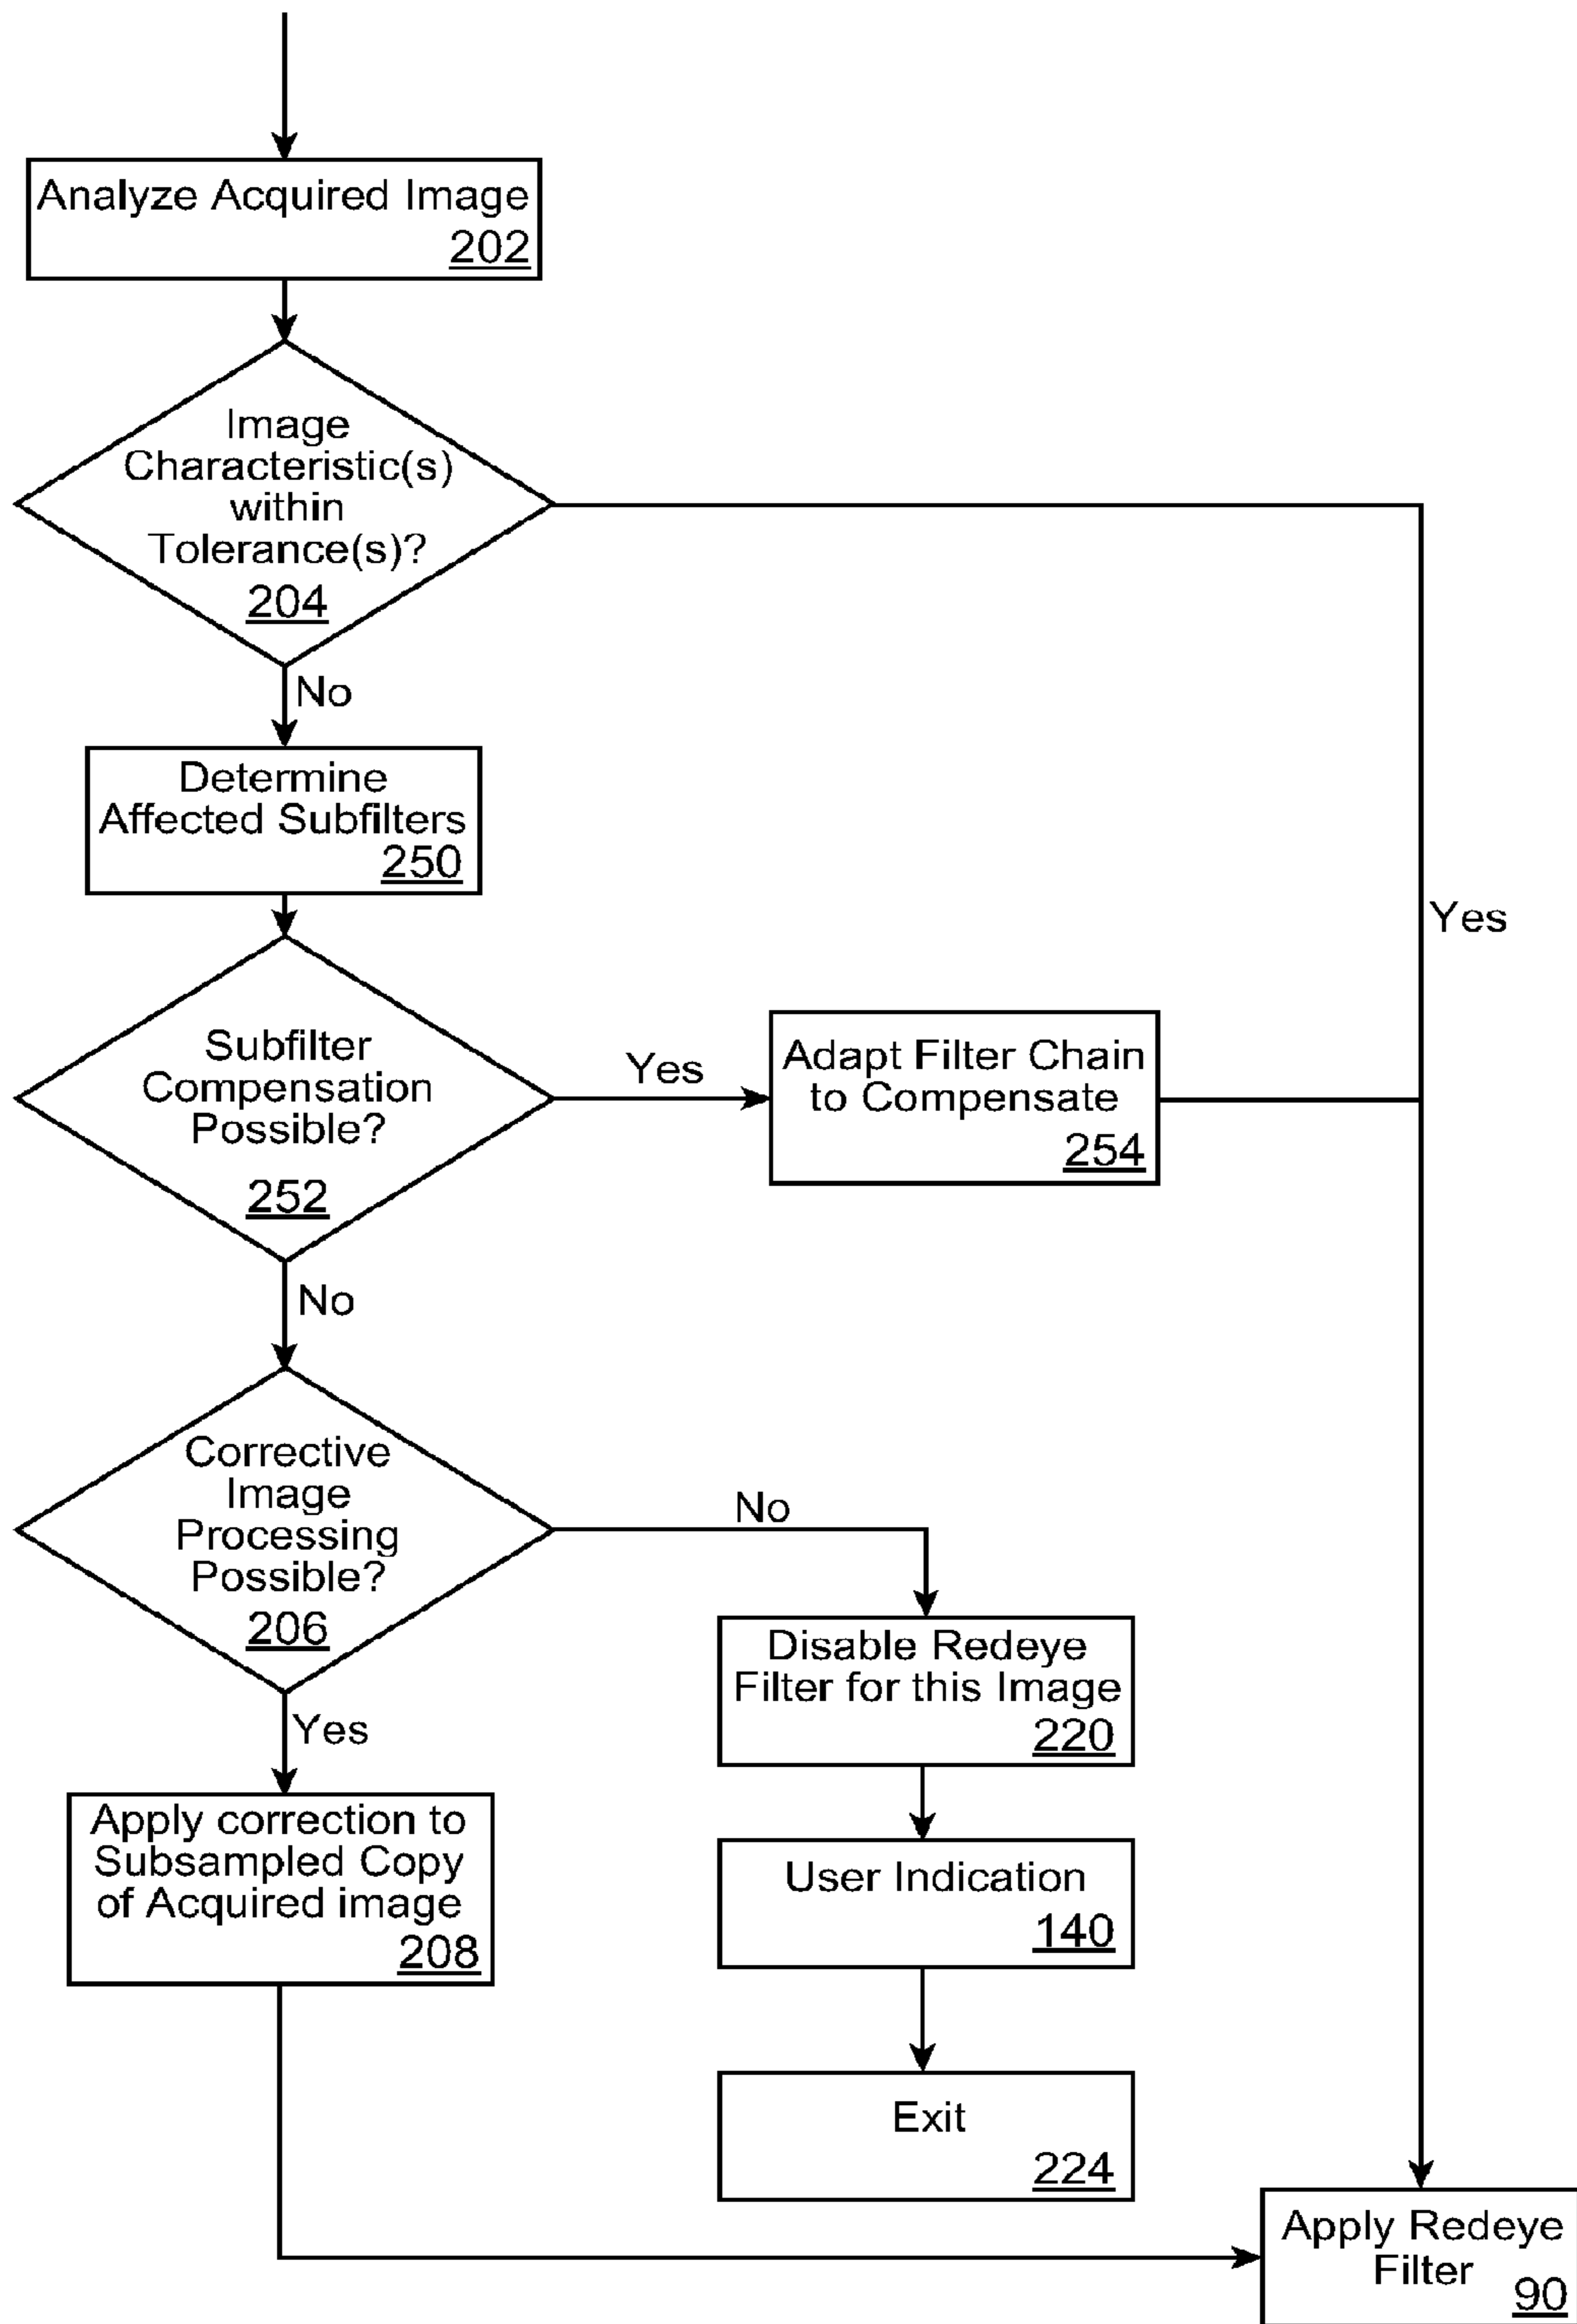 Analyze Acquired Image
202
Image
Characteristic(s)
within
Tolerance(s)?
204
No
Determine
Affected Subfilters
250
Yes
Subfilter
Compensation
Possible?
252
Yes
Adapt Filter Chain
to Compensate
254
No
Corrective
Image
Processing
Possible?
206
No
Disable Redeye
Filter for this Image
220
Yes
Apply correction to
Subsampled Copy
of Acquired image
208
User Indication
140
Exit
224
Apply Redeye
Filter
90